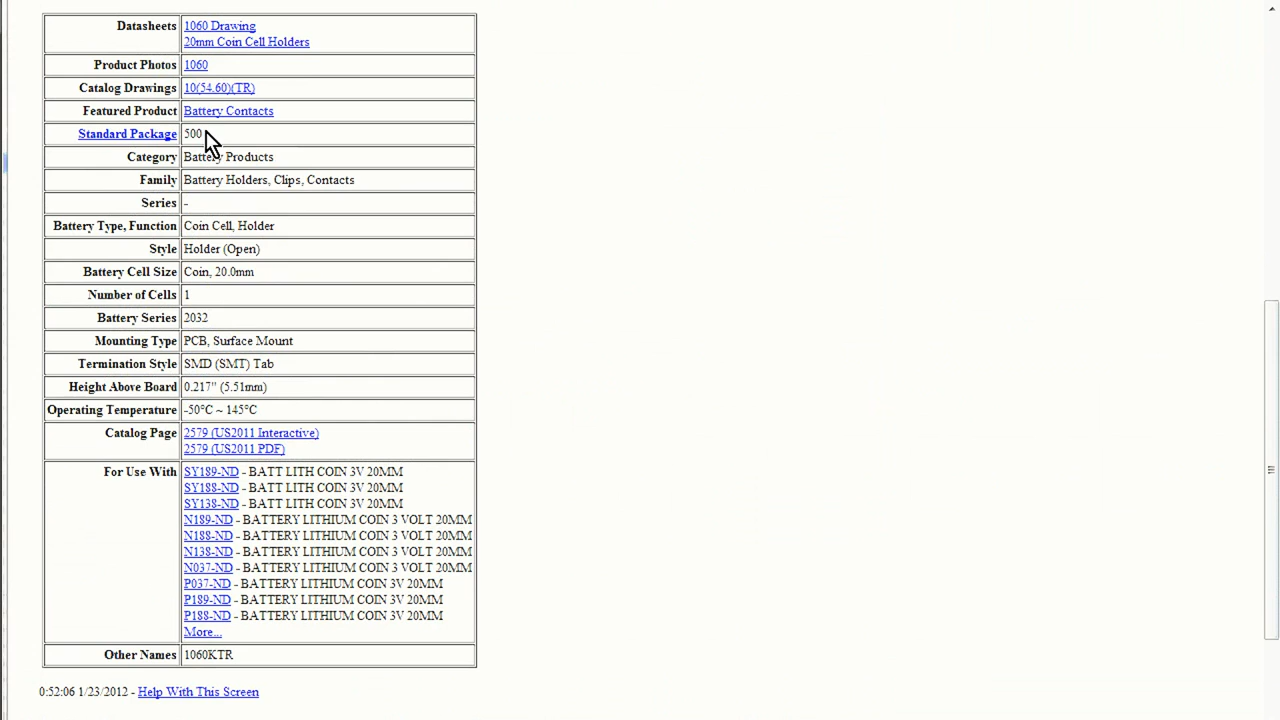 Datasheets 1060 Drawing
20mm Coin Cell Holders
Product Photos 1060
Catalog Drawings 10(54.60)(TR)
Featured Product Battery Contacts
Standard Package 500
Category Battery Products
Family Battery Holders, Clips, Contacts
Series -
Battery Type, Function Coin Cell, Holder
Style Holder (Open)
Battery Cell Size Coin, 20.0mm
Number of Cells 1
Battery Series 2032
Mounting Type PCB, Surface Mount
Termination Style SMD (SMT) Tab
Height Above Board 0.217" (5.51mm)
Operating Temperature -50°C ~ 145°C
Catalog Page 2579 (US2011 Interactive)
2579 (US2011 PDF)
For Use With SY189-ND - BATT LITH COIN 3V 20MM
SY188-ND - BATT LITH COIN 3V 20MM
SY138-ND - BATT LITH COIN 3V 20MM
N189-ND - BATTERY LITHIUM COIN 3 VOLT 20MM
N188-ND - BATTERY LITHIUM COIN 3 VOLT 20MM
N138-ND - BATTERY LITHIUM COIN 3 VOLT 20MM
N037-ND - BATTERY LITHIUM COIN 3 VOLT 20MM
P037-ND - BATTERY LITHIUM COIN 3V 20MM
P189-ND - BATTERY LITHIUM COIN 3V 20MM
P188-ND - BATTERY LITHIUM COIN 3V 20MM
More...
Other Names 1060KTR
0:52:06 1/23/2012 - Help With This Screen